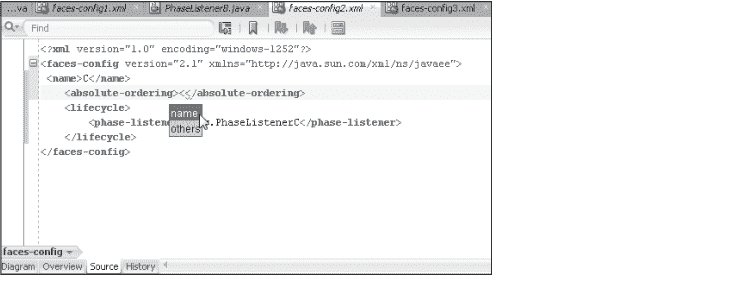 ...va faces-config1.xml PhaseListener8.java faces-config2.xml faces-config3.xml
Find
<?xml version="1.0" encoding="windows-1252"?>
<faces-config version="2.1" xmlns="http://java.sun.com/xml/ns/javaee">
<name>C</name>
<absolute-ordering><</absolute-ordering>
<lifecycle>
name
<phase-listene .PhaseListenerC</phase-listener>
others
</lifecycle>
</faces-config>
faces-config
Diagram Overview Source History